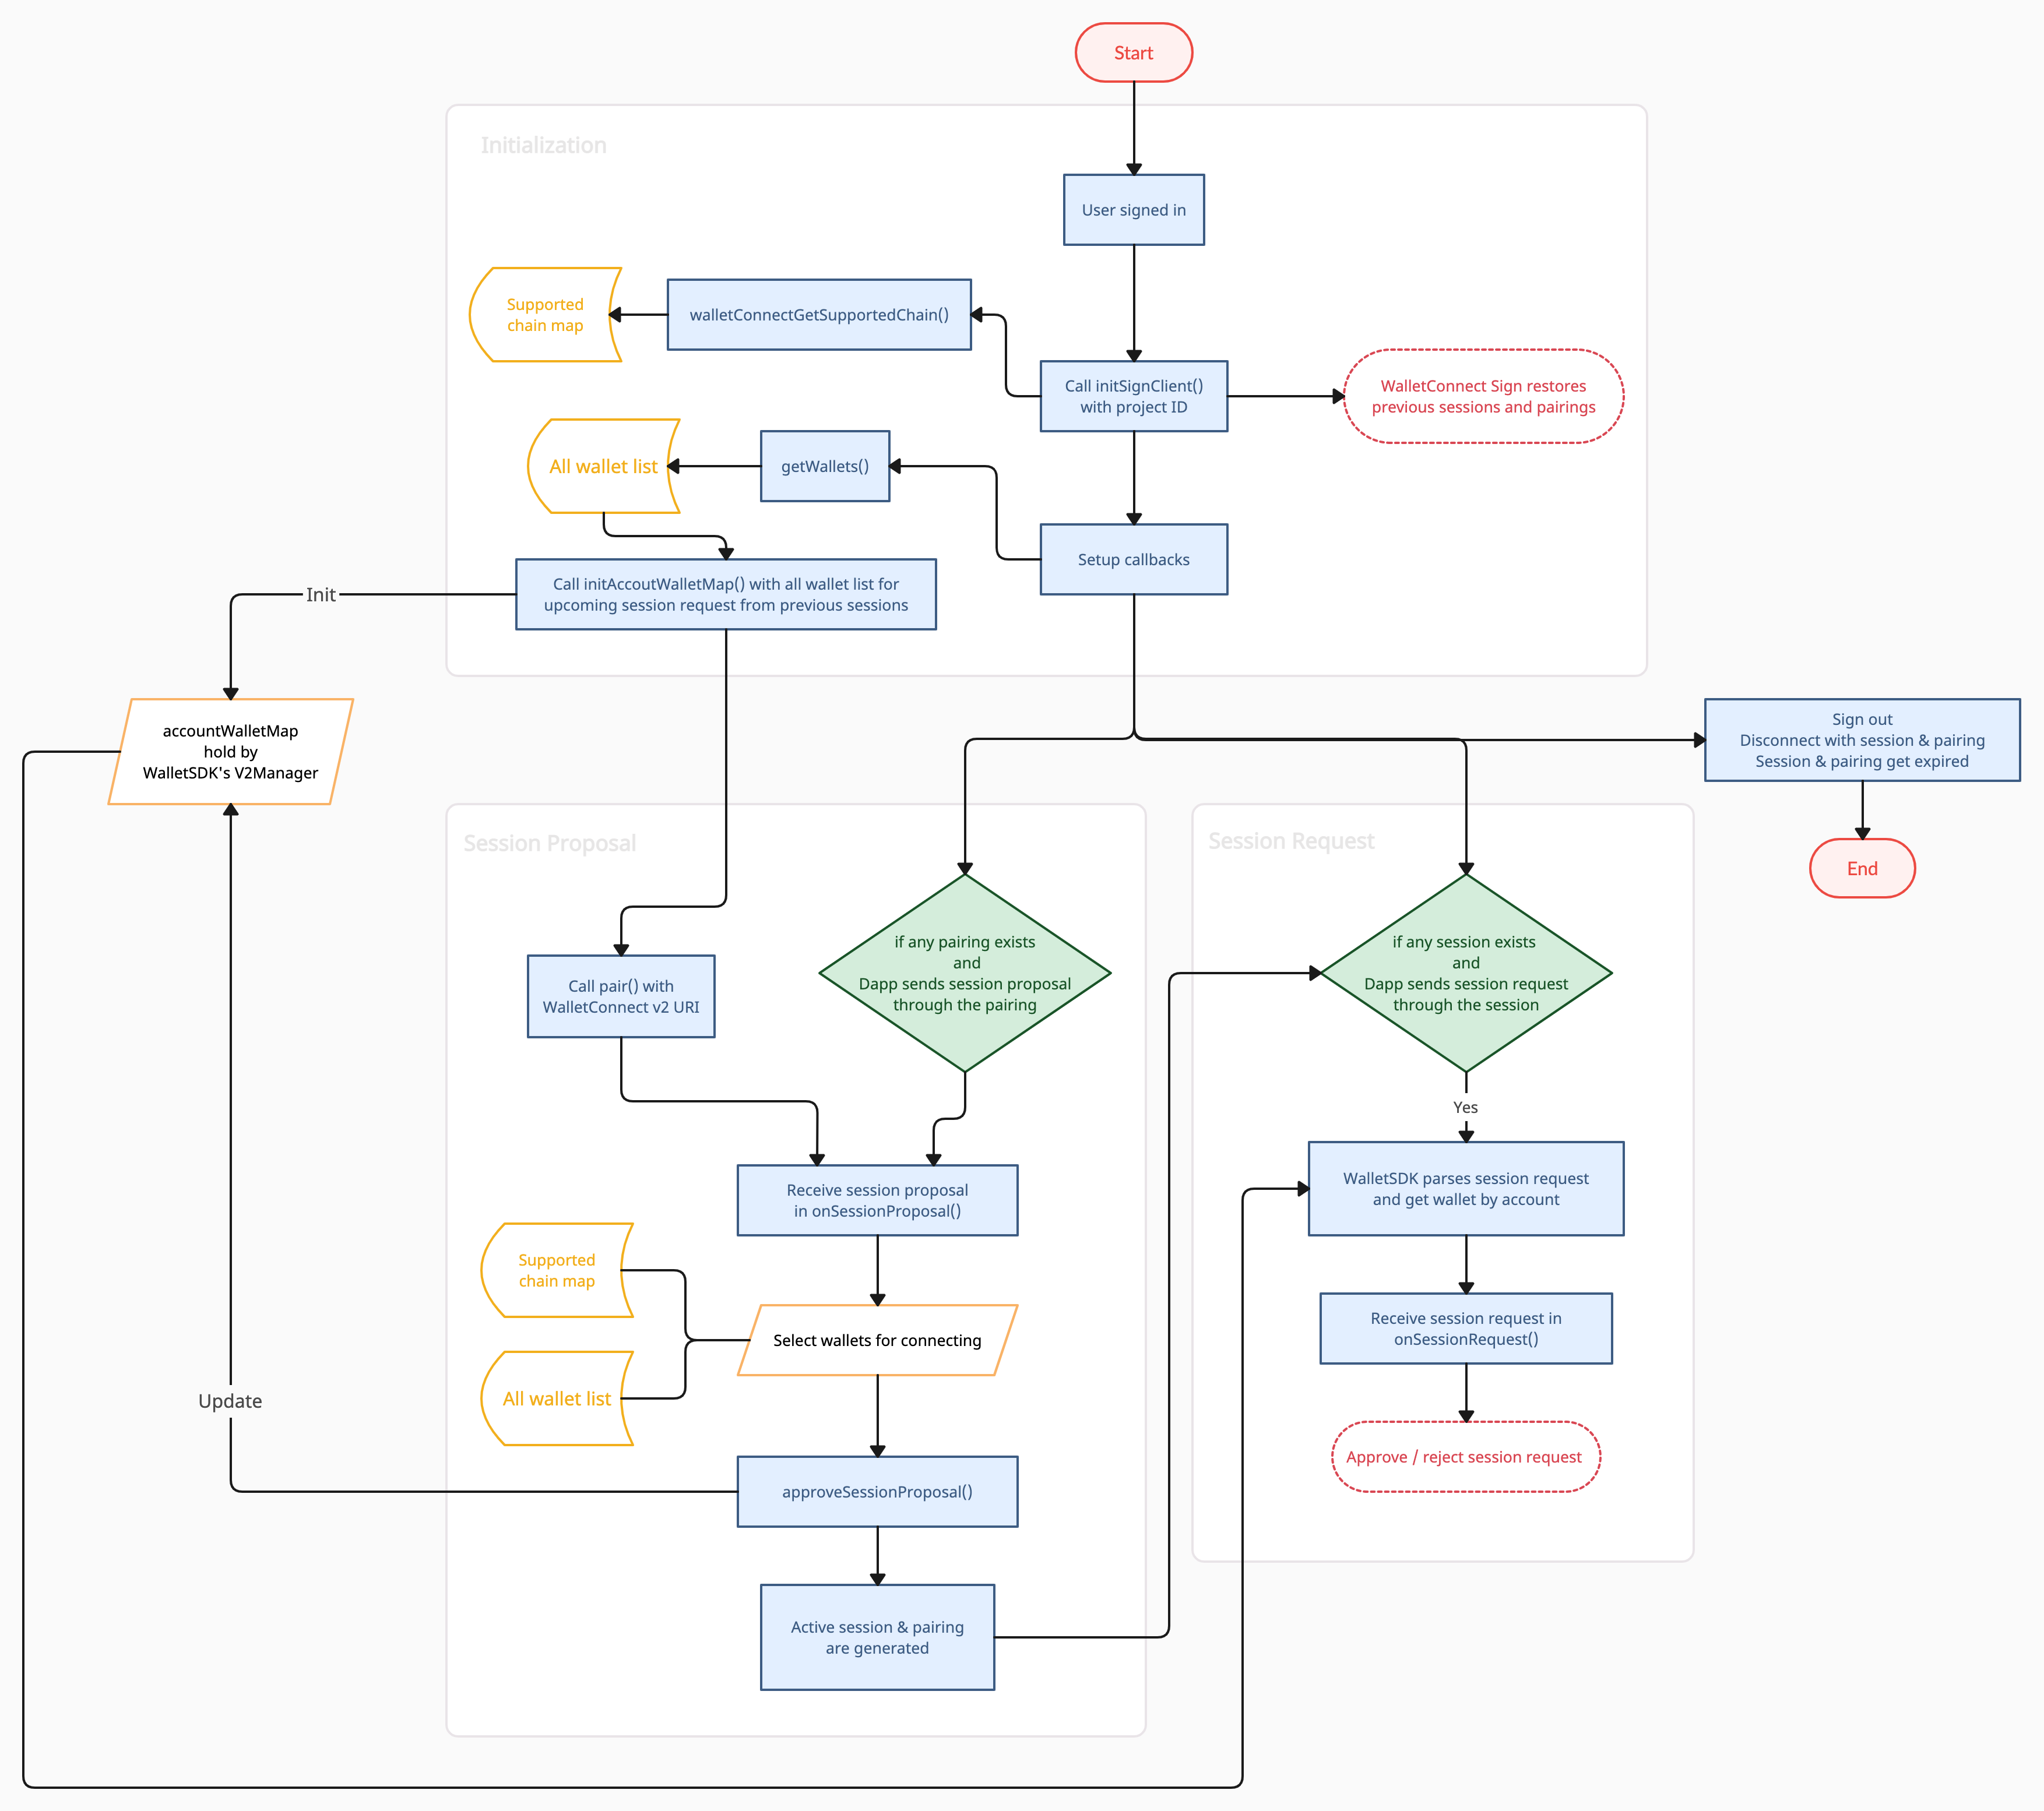 Start
Initialization
User signed in
Supported
chain map
walletConnectGetSupportedChain()
Call initSignClient()
with project ID
WalletConnect Sign restores
previous sessions and pairings
All wallet list
getWallets()
Setup callbacks
Call initAccoutWalletMap() with all wallet list for
upcoming session request from previous sessions
Init
accountWalletMap
hold by
WalletSDK's V2Manager
Sign out
Disconnect with session & pairing
Session & pairing get expired
End
Session Proposal
Call pair() with
WalletConnect v2 URI
if any pairing exists
and
Dapp sends session proposal
through the pairing
Receive session proposal
in onSessionProposal()
Supported
chain map
Select wallets for connecting
All wallet list
Update
approveSessionProposal()
Active session & pairing
are generated
Session Request
if any session exists
and
Dapp sends session request
through the session
Yes
WalletSDK parses session request
and get wallet by account
Receive session request in
onSessionRequest()
Approve / reject session request